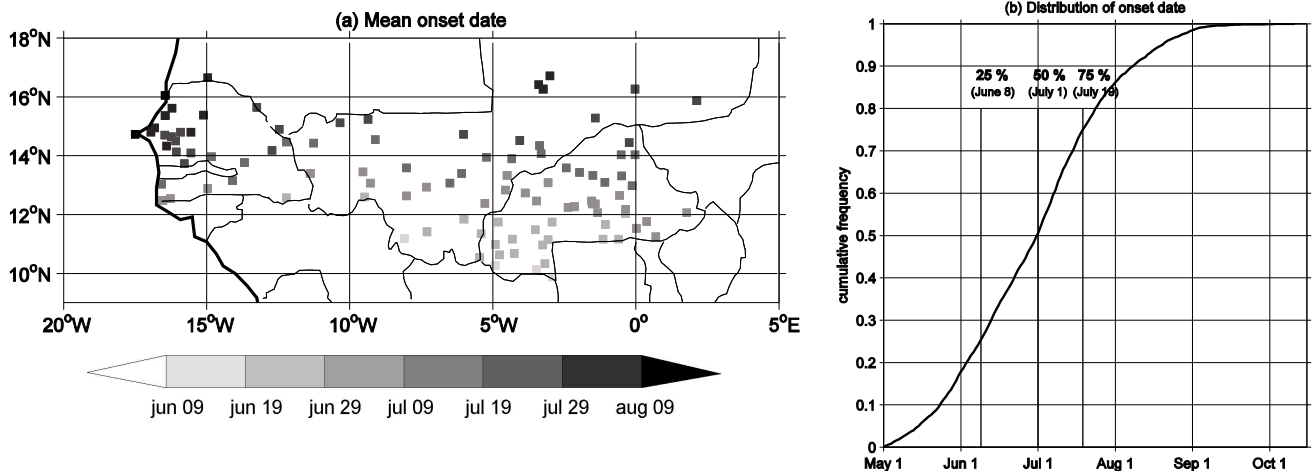 (a) Mean onset date
18°N
16°N
14°N
12°N
10°N
20°W 15°W 10°W 5°W 0° 5°E
jun 09 jun 19 jun 29 jul 09 jul 19 jul 29 aug 09
(b) Distribution of onset date
cumulative frequency
1
0.9
0.8
0.7
0.6
0.5
0.4
0.3
0.2
0.1
0
25 % 50 % 75 %
(June 8) (July 1) (July 19)
May 1 Jun 1 Jul 1 Aug 1 Sep 1 Oct 1